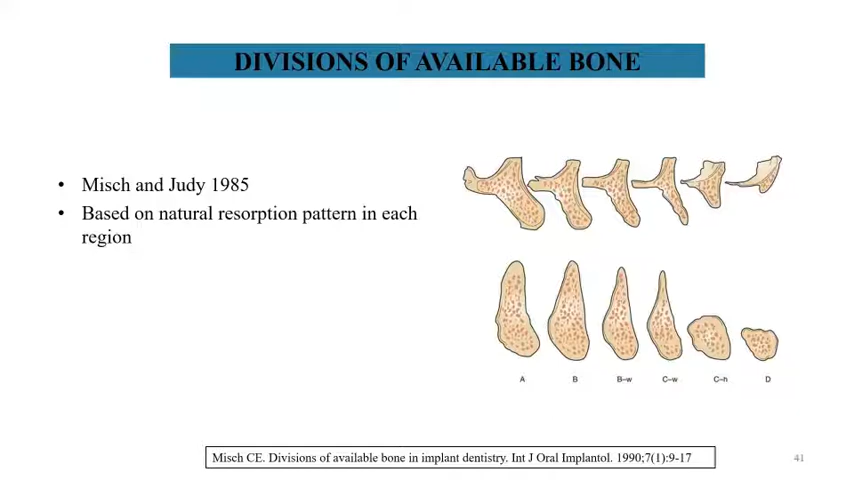 DIVISIONS OF AVAILABLE BONE
• Misch and Judy 1985
• Based on natural resorption pattern in each
region
A B B–w C–w C–h D
Misch CE. Divisions of available bone in implant dentistry. Int J Oral Implantol. 1990;7(1):9-17
41